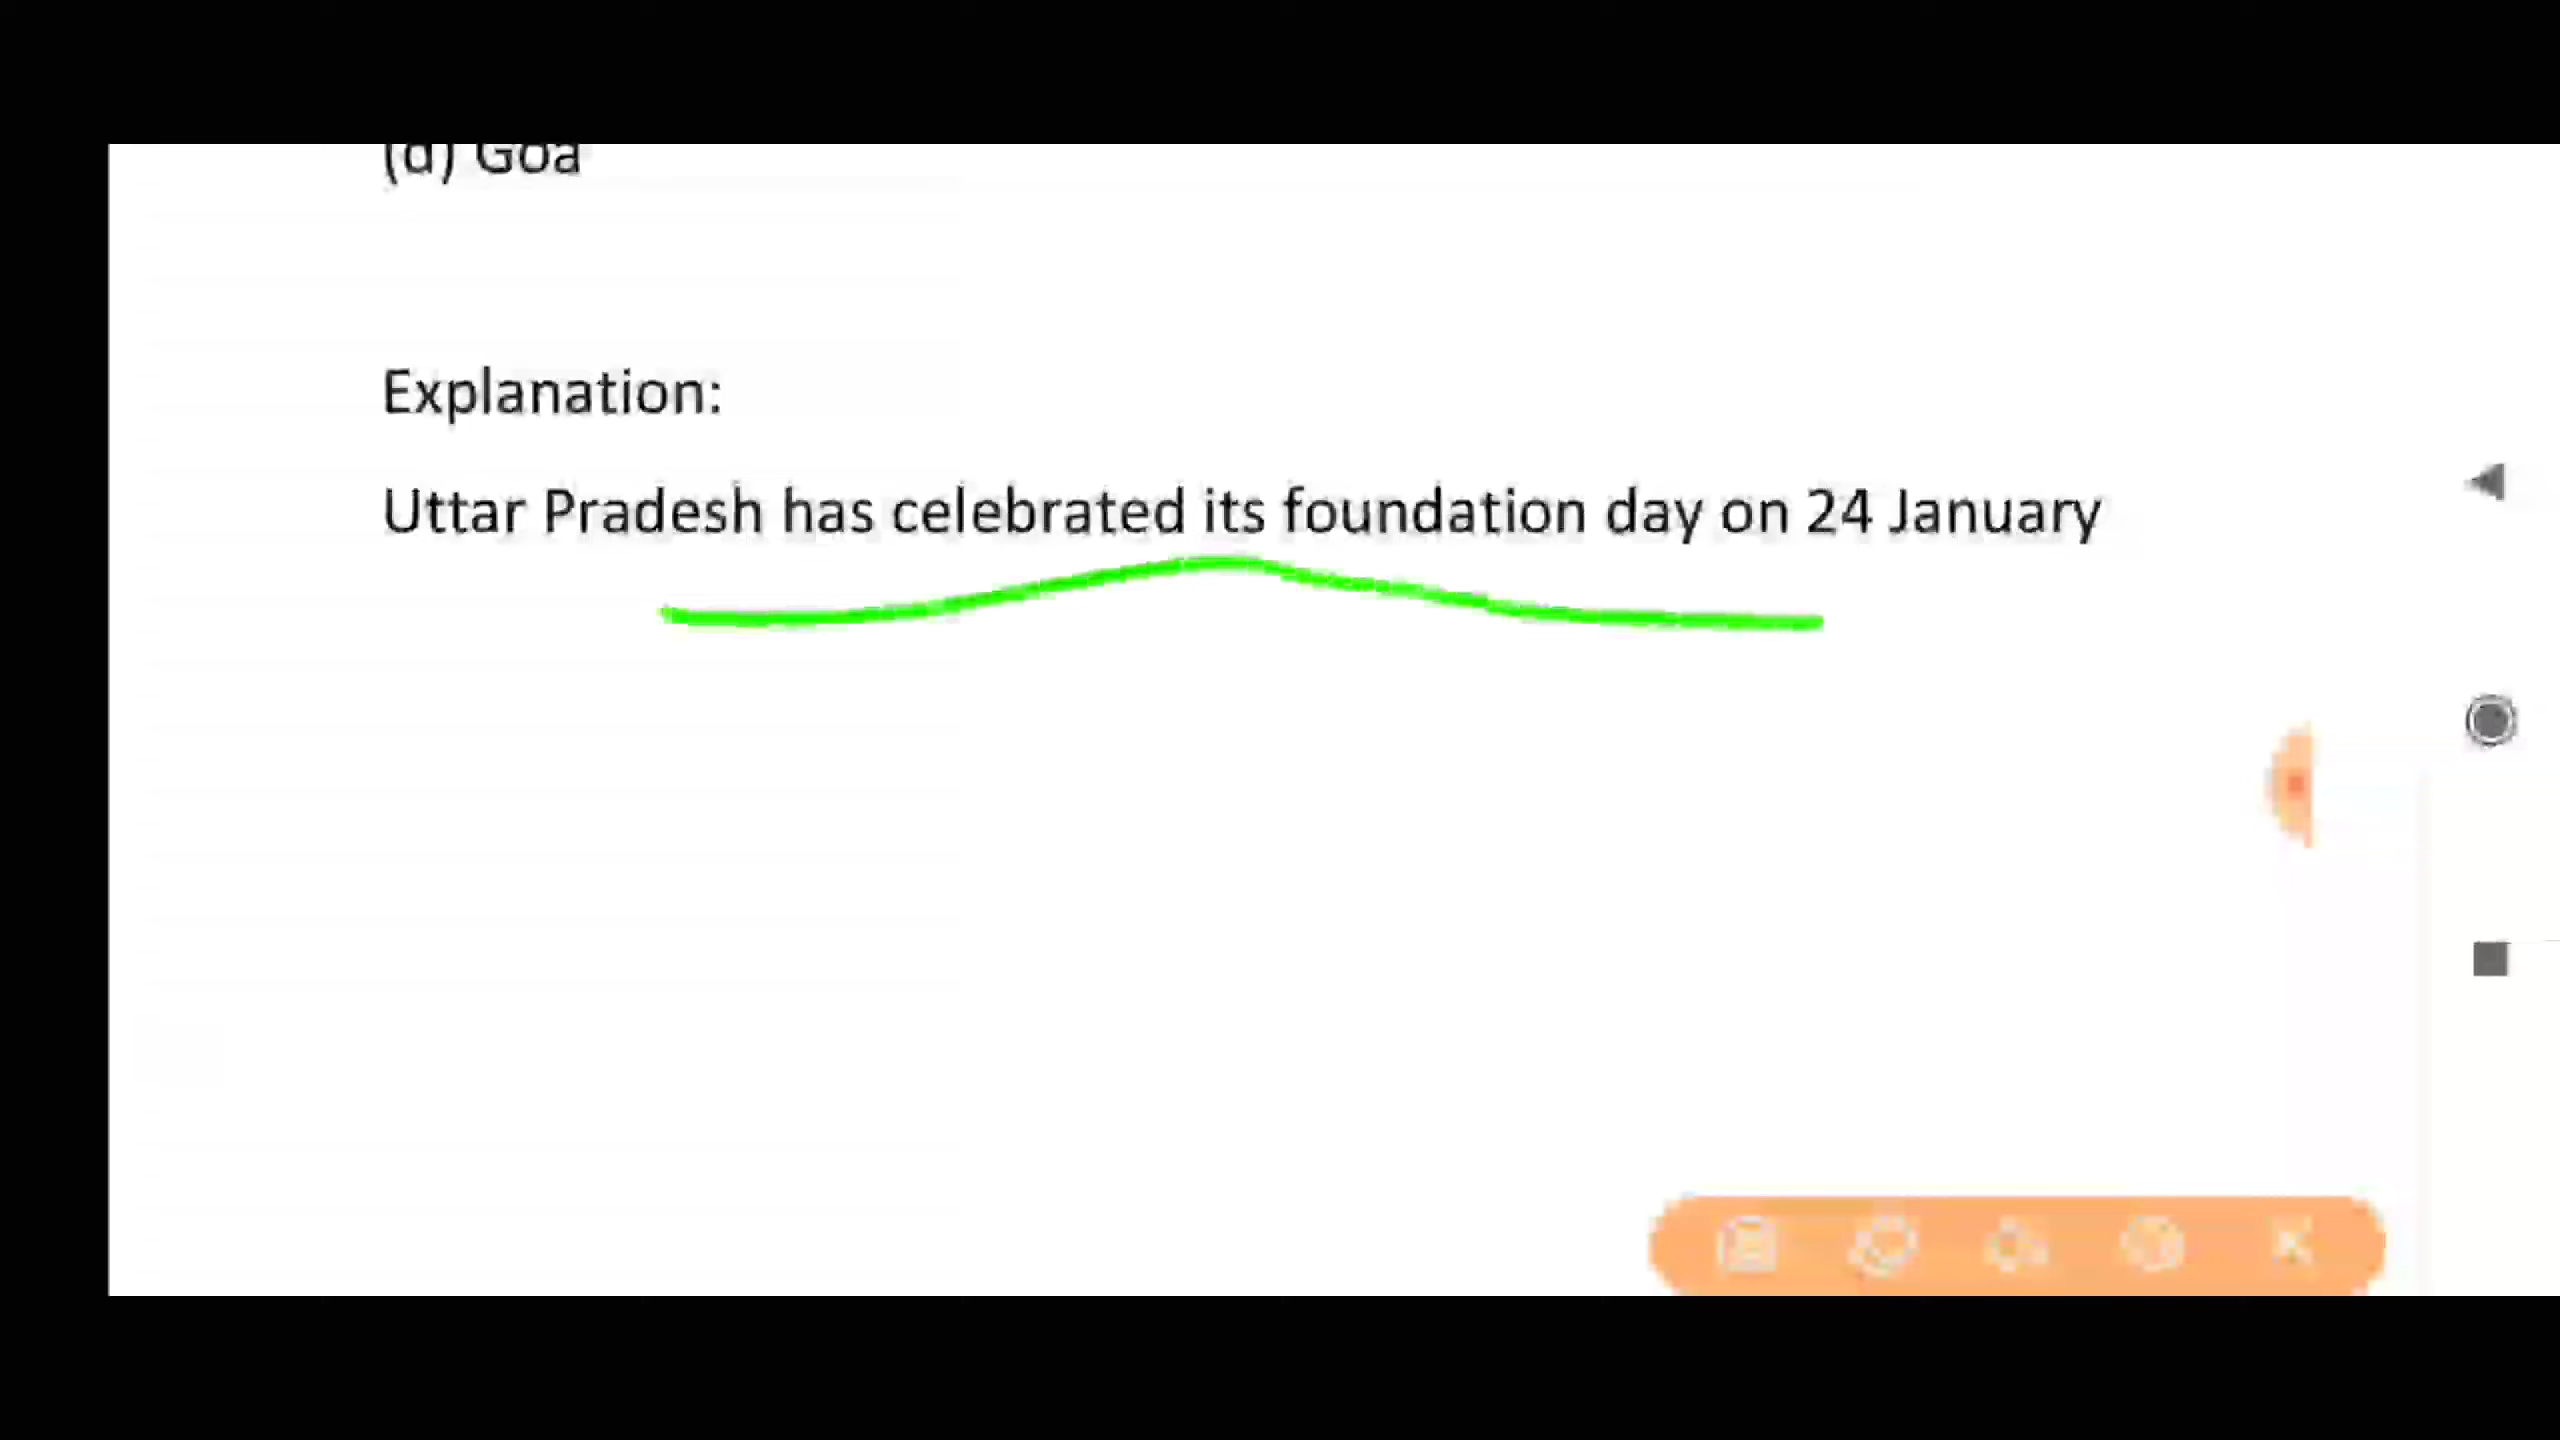 (d) Goa
Explanation:
Uttar Pradesh has celebrated its foundation day on 24 January